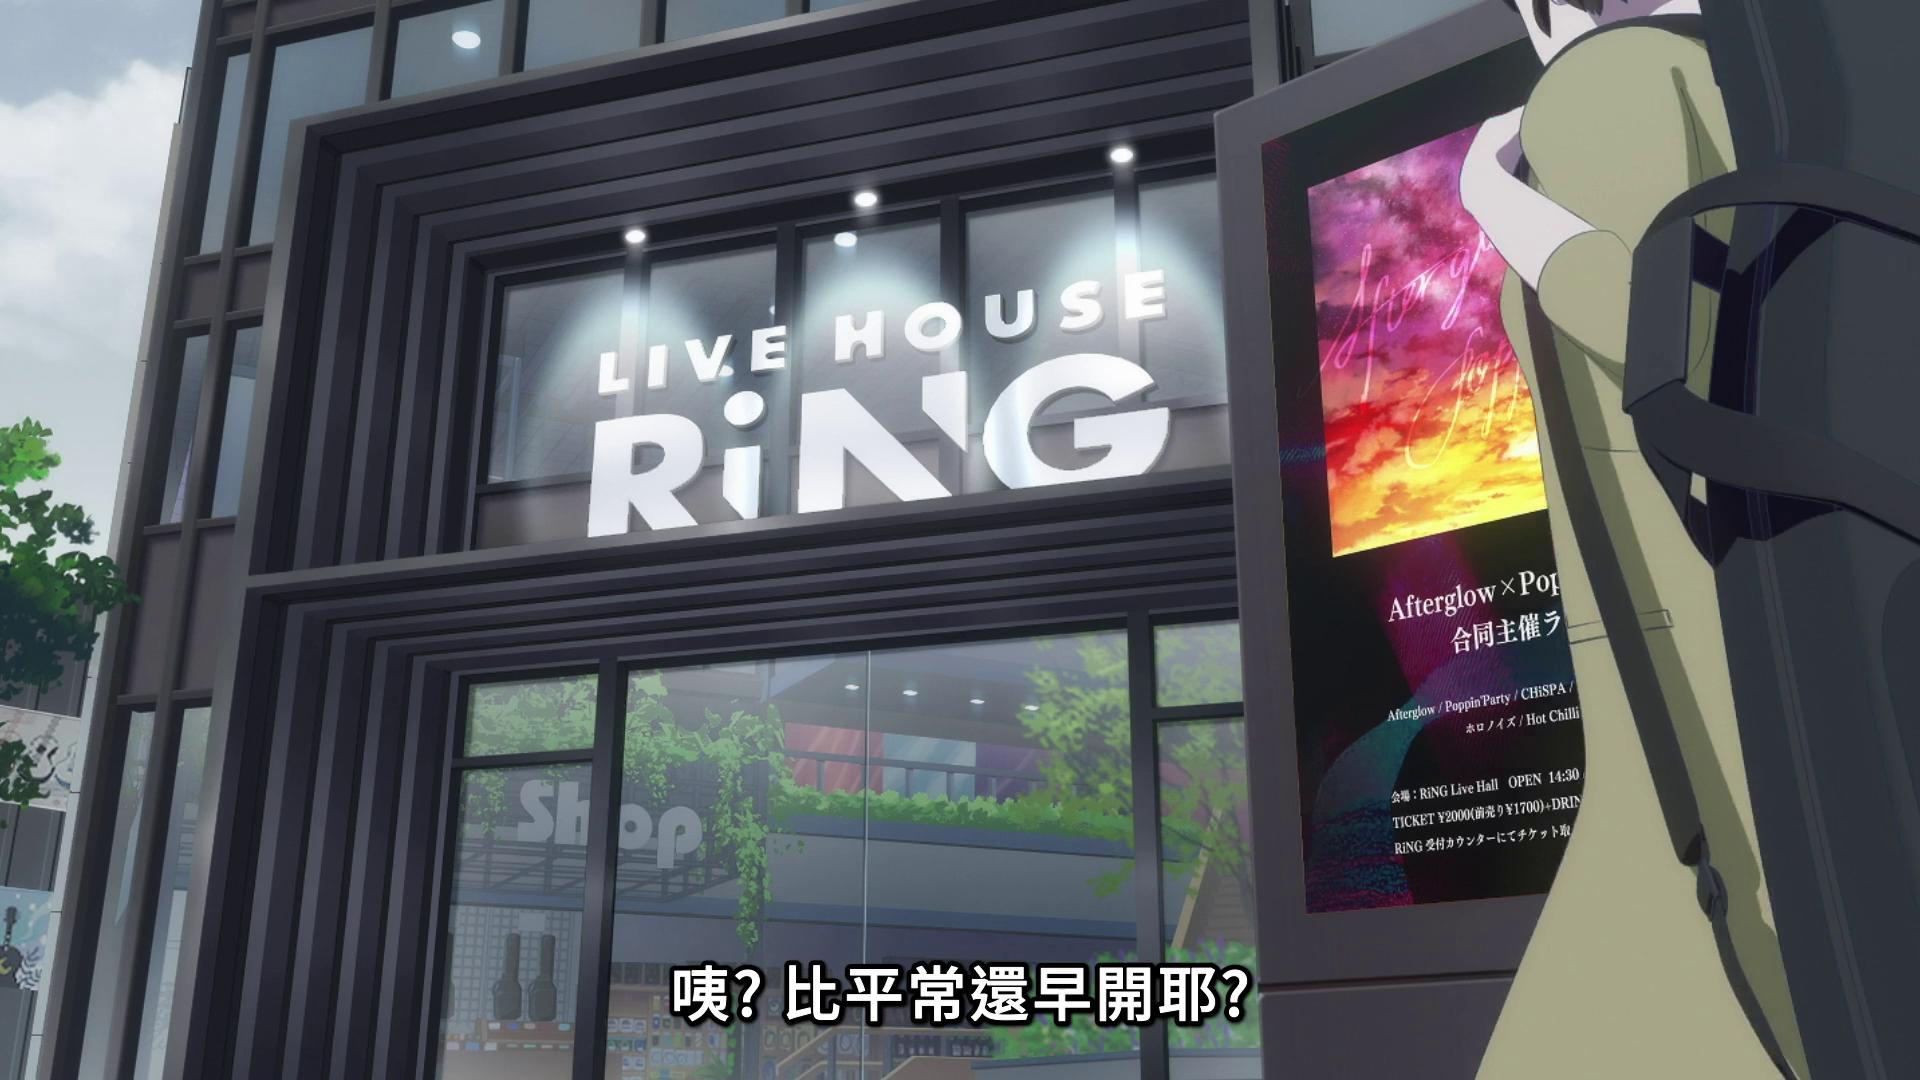 LIVE HOUSE
RiNG
Shop
Afterglow
Afterglow×Pop
合同主催ラ
Afterglow / Poppin'Party / CHiSPA /
ホロノイズ / Hot Chilli
会場：RiNG Live Hall OPEN 14:30
TICKET ¥2000(前売り¥1700)+DRIN
RiNG 受付カウンターにてチケット取
咦? 比平常還早開耶?